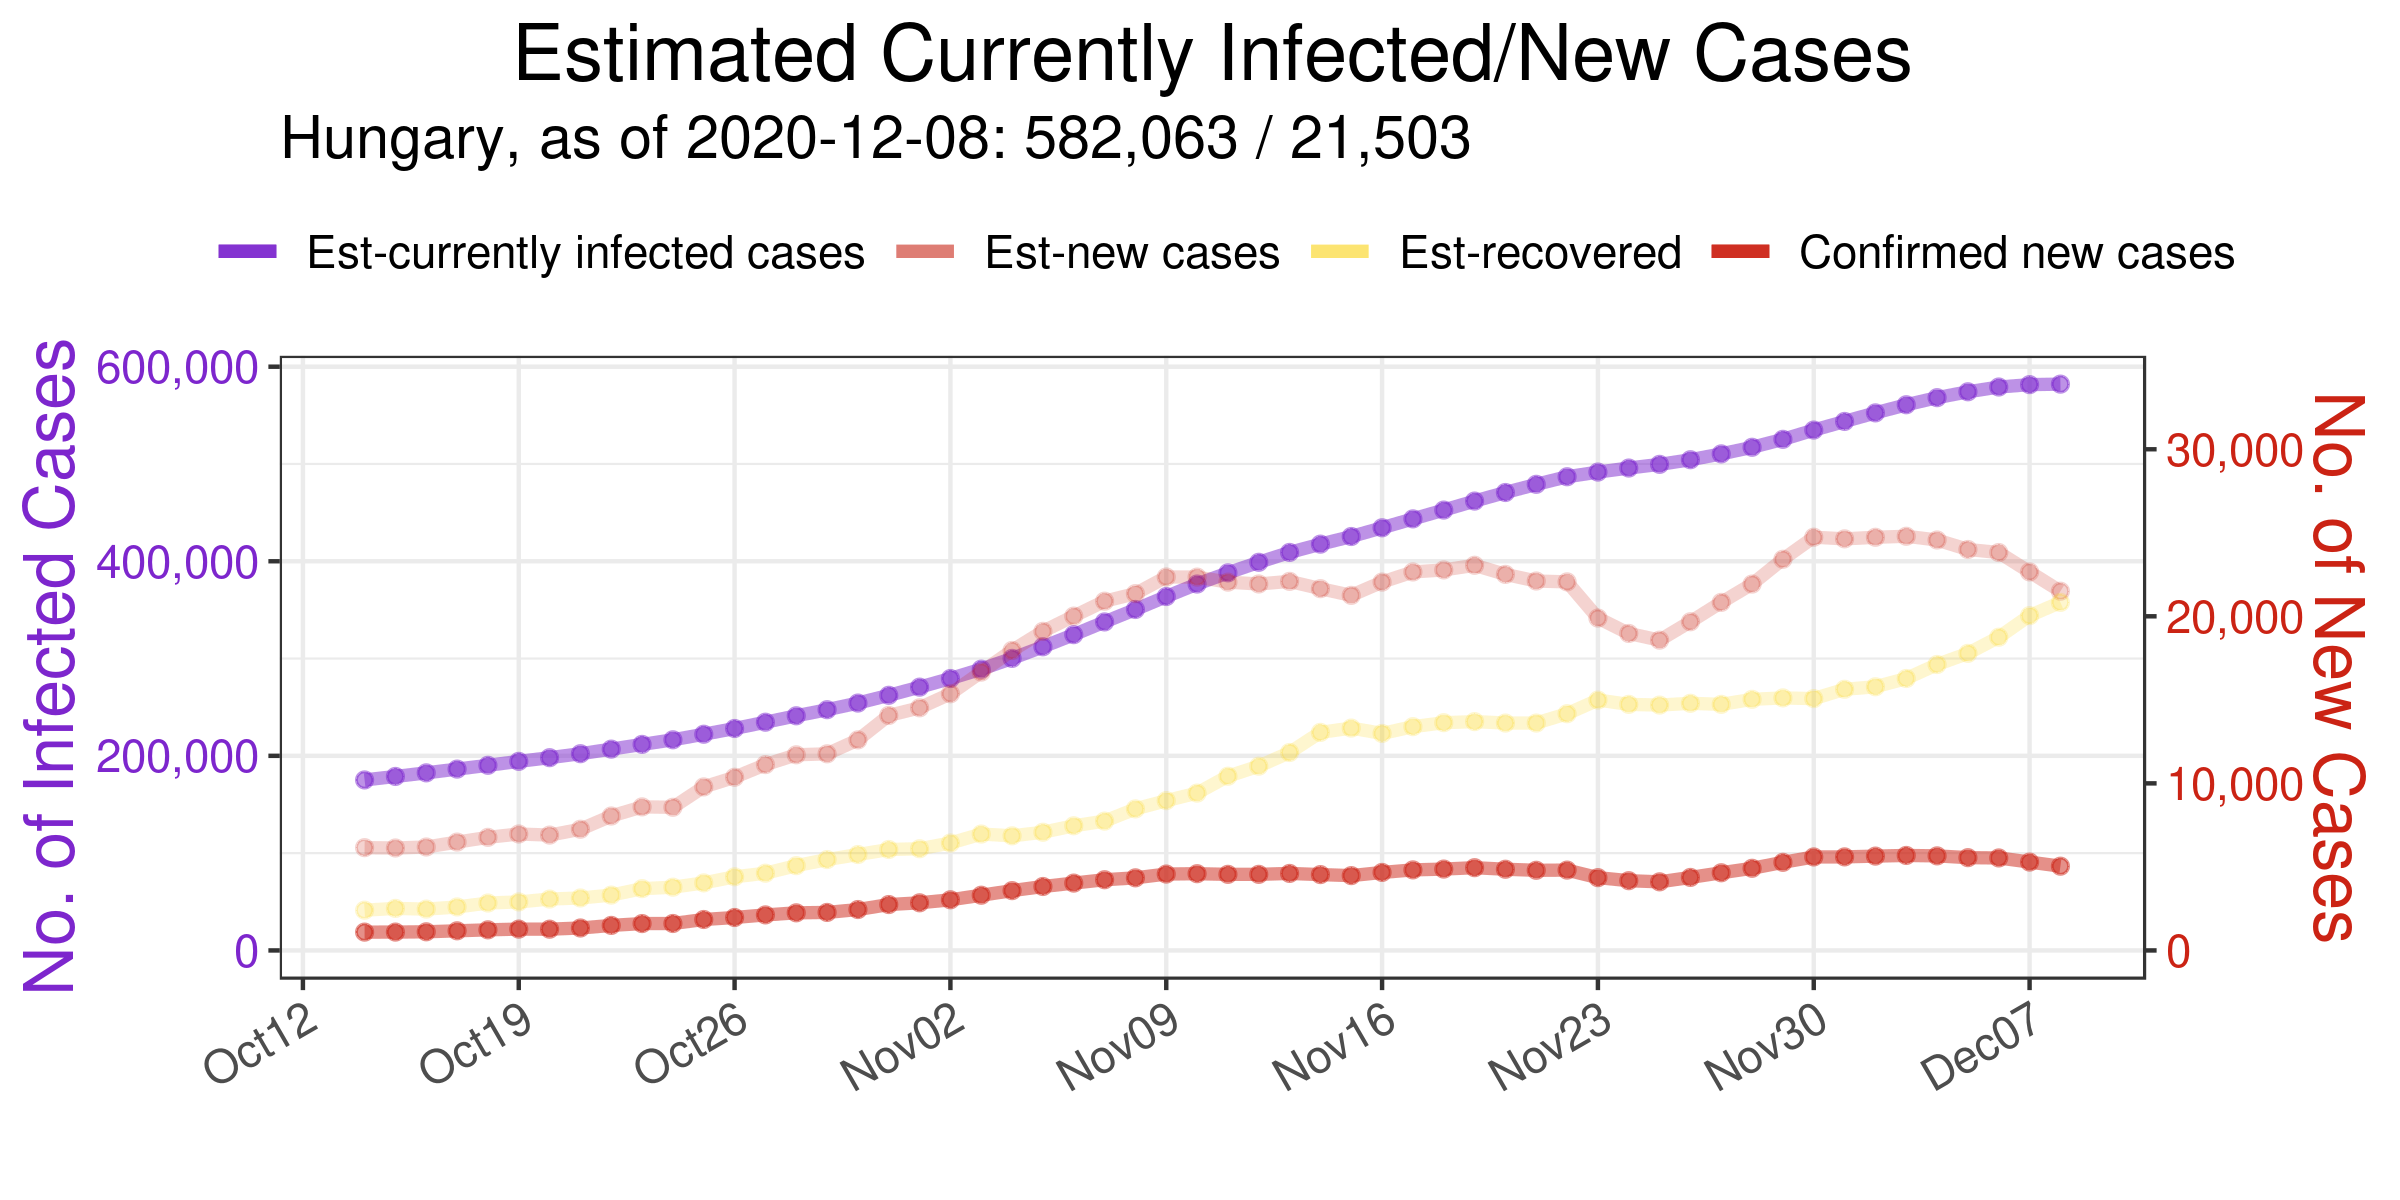 Estimated Currently Infected/New Cases
Hungary, as of 2020-12-08: 582,063 / 21,503
Est-currently infected cases Est-new cases Est-recovered Confirmed new cases
No. of Infected Cases
600,000
400,000
200,000
0
30,000
20,000
10,000
0
No. of New Cases
Oct12 Oct19 Oct26 Nov02 Nov09 Nov16 Nov23 Nov30 Dec07